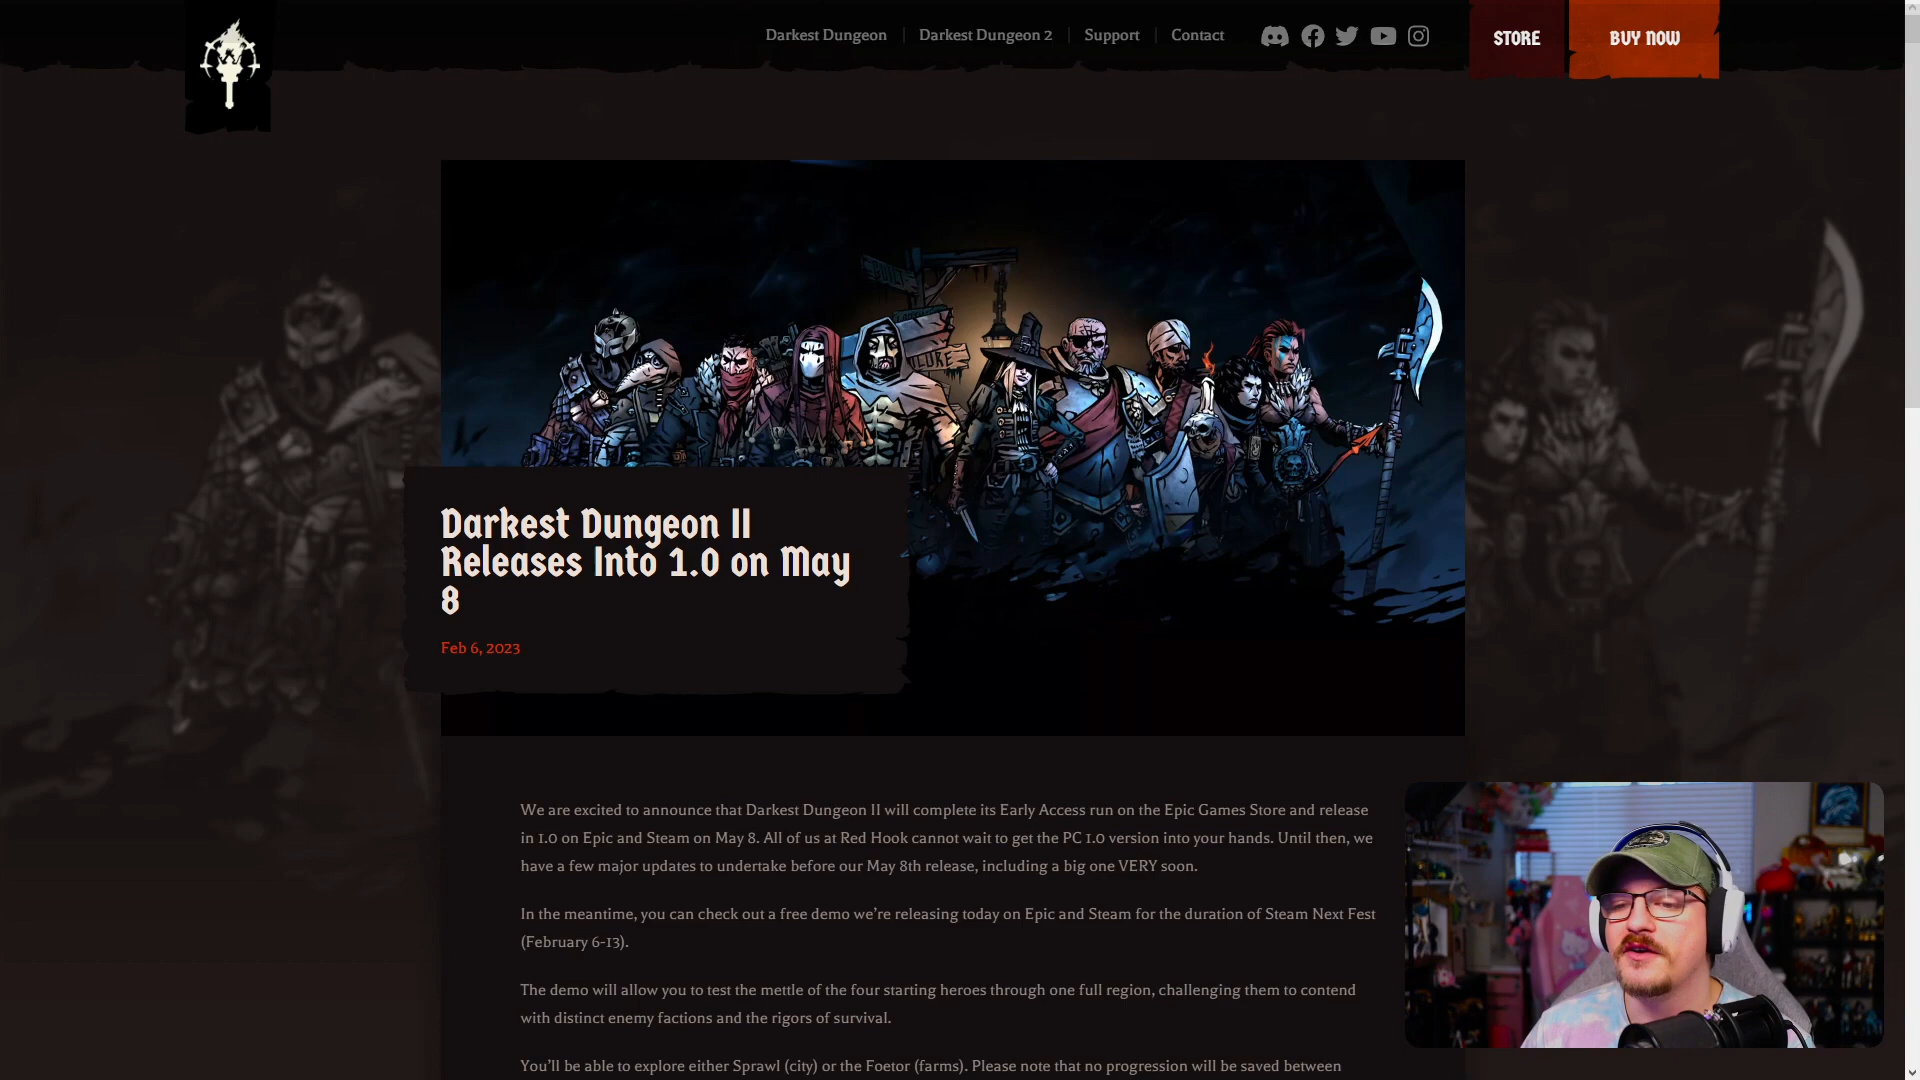 Darkest Dungeon
Darkest Dungeon 2
Support
Contact
STORE
BUY NOW
Darkest Dungeon II
Releases Into 1.0 on May
8
Feb 6, 2023
We are excited to announce that Darkest Dungeon II will complete its Early Access run on the Epic Games Store and release
in 1.0 on Epic and Steam on May 8. All of us at Red Hook cannot wait to get the PC 1.0 version into your hands. Until then, we
have a few major updates to undertake before our May 8th release, including a big one VERY soon.
In the meantime, you can check out a free demo we’re releasing today on Epic and Steam for the duration of Steam Next Fest
(February 6-13).
The demo will allow you to test the mettle of the four starting heroes through one full region, challenging them to contend
with distinct enemy factions and the rigors of survival.
You’ll be able to explore either Sprawl (city) or the Foetor (farms). Please note that no progression will be saved between